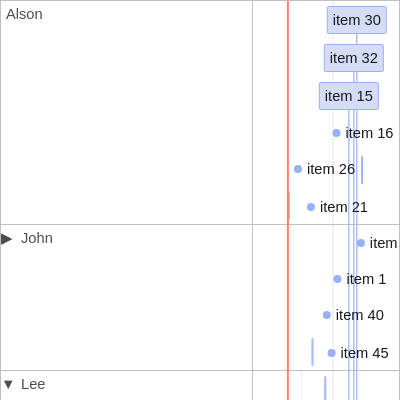 Alson
item 30
item 32
item 15
item 16
item 26
item 21
▶ John
item
item 1
item 40
item 45
▼ Lee